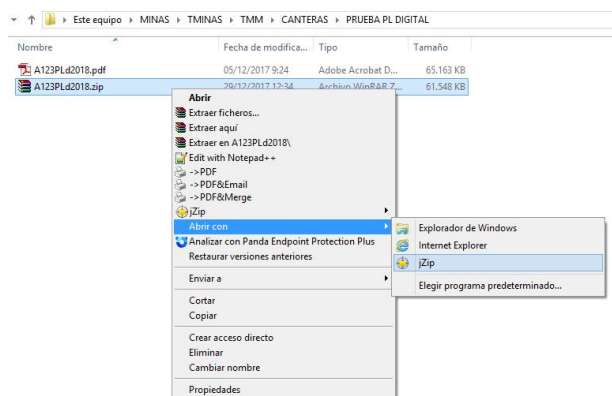 Este equipo ▸ MINAS ▸ TMINAS ▸ TMM ▸ CANTERAS ▸ PRUEBA PL DIGITAL
Nombre Fecha de modifica... Tipo Tamaño
A123PLd2018.pdf 05/12/2017 9:24 Adobe Acrobat D... 65.163 KB
A123PLd2018.zip 29/12/2017 12:34 Archivo WinRAR Z... 61.548 KB
Abrir
Extraer ficheros...
Extraer aquí
Extraer en A123PLd2018\
Edit with Notepad++
->PDF
->PDF&Email
->PDF&Merge
jZip
Abrir con
Explorador de Windows
Internet Explorer
jZip
Elegir programa predeterminado...
Analizar con Panda Endpoint Protection Plus
Restaurar versiones anteriores
Enviar a
Cortar
Copiar
Crear acceso directo
Eliminar
Cambiar nombre
Propiedades